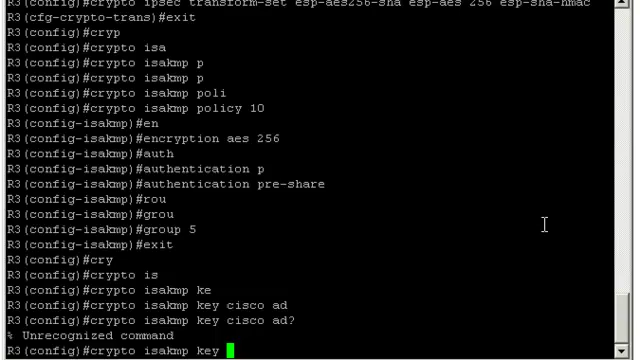 R3(config)#crypto ipsec transform-set esp-aes256-sha esp-aes 256 esp-sha-hmac
R3(cfg-crypto-trans)#exit
R3(config)#cryp
R3(config)#crypto isa
R3(config)#crypto isakmp p
R3(config)#crypto isakmp p
R3(config)#crypto isakmp poli
R3(config)#crypto isakmp policy 10
R3(config-isakmp)#en
R3(config-isakmp)#encryption aes 256
R3(config-isakmp)#auth
R3(config-isakmp)#authentication p
R3(config-isakmp)#authentication pre-share
R3(config-isakmp)#rou
R3(config-isakmp)#grou
R3(config-isakmp)#group 5
R3(config-isakmp)#exit
R3(config)#cry
R3(config)#crypto is
R3(config)#crypto isakmp ke
R3(config)#crypto isakmp key cisco ad
R3(config)#crypto isakmp key cisco ad?
% Unrecognized command
R3(config)#crypto isakmp key